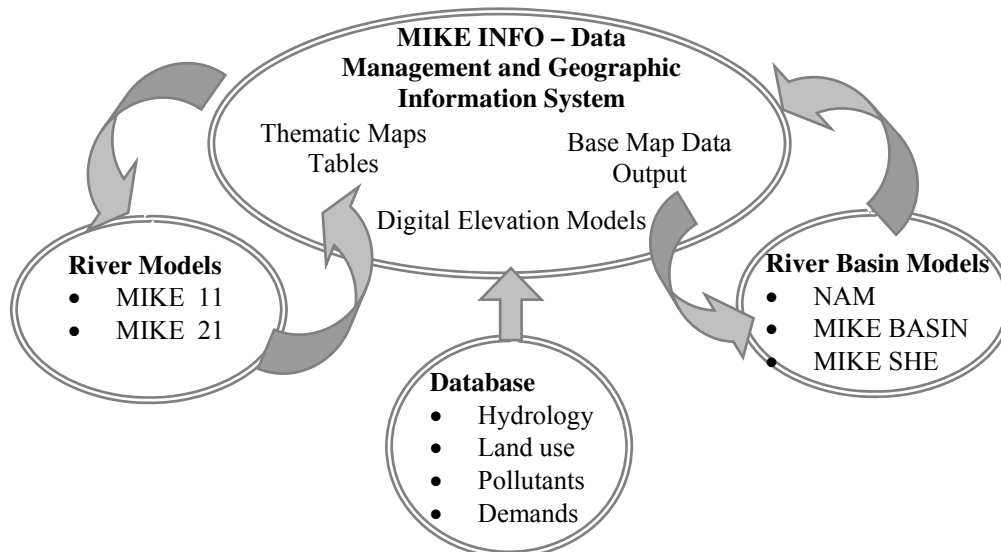 MIKE INFO – Data
Management and Geographic
Information System
Thematic Maps
Tables
Base Map Data
Output
Digital Elevation Models
River Models
• MIKE 11
• MIKE 21
River Basin Models
• NAM
• MIKE BASIN
• MIKE SHE
Database
• Hydrology
• Land use
• Pollutants
• Demands